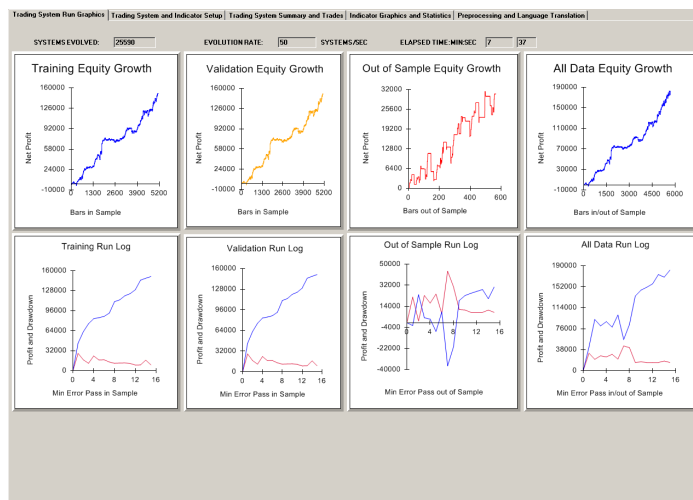 Trading System Run Graphics | Trading System and Indicator Setup | Trading System Summary and Trades | Indicator Graphics and Statistics | Preprocessing and Language Translation
SYSTEMS EVOLVED: 25590 EVOLUTION RATE: 50 SYSTEMS/SEC ELAPSED TIME:MIN:SEC 7 37
Training Equity Growth
160000
126000
92000
58000
24000
-10000
Net Profit
0 1300 2600 3900 5200
Bars in Sample
Validation Equity Growth
160000
126000
92000
58000
24000
-10000
Net Profit
0 1300 2600 3900 5200
Bars in Sample
Out of Sample Equity Growth
32000
25600
19200
12800
6400
0
Net Profit
0 200 400 600
Bars out of Sample
All Data Equity Growth
190000
150000
110000
70000
30000
-10000
Net Profit
0 1500 3000 4500 6000
Bars in/out of Sample
Training Run Log
160000
128000
96000
64000
32000
0
Profit and Drawdown
0 4 8 12 16
Min Error Pass in Sample
Validation Run Log
160000
128000
96000
64000
32000
0
Profit and Drawdown
0 4 8 12 16
Min Error Pass in Sample
Out of Sample Run Log
50000
32000
14000
-4000
-22000
-40000
Profit and Drawdown
0 4 8 12 16
Min Error Pass out of Sample
All Data Run Log
190000
152000
114000
76000
38000
0
Profit and Drawdown
0 4 8 12 16
Min Error Pass in/out of Sample